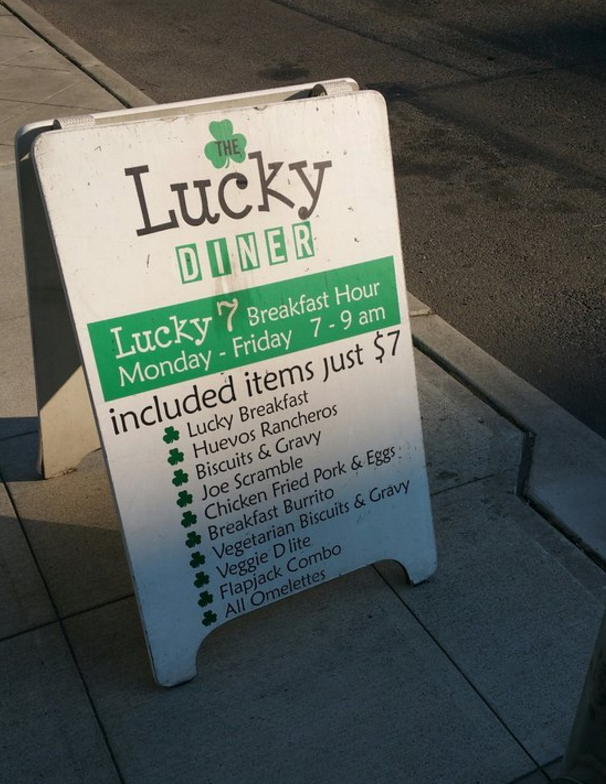 THE
Lucky
DINER
Lucky 7 Breakfast Hour
Monday - Friday 7 - 9 am
included items just $7
Lucky Breakfast
Huevos Rancheros
Biscuits & Gravy
Joe Scramble
Chicken Fried Pork & Eggs
Breakfast Burrito
Vegetarian Biscuits & Gravy
Veggie D lite
Flapjack Combo
All Omelettes